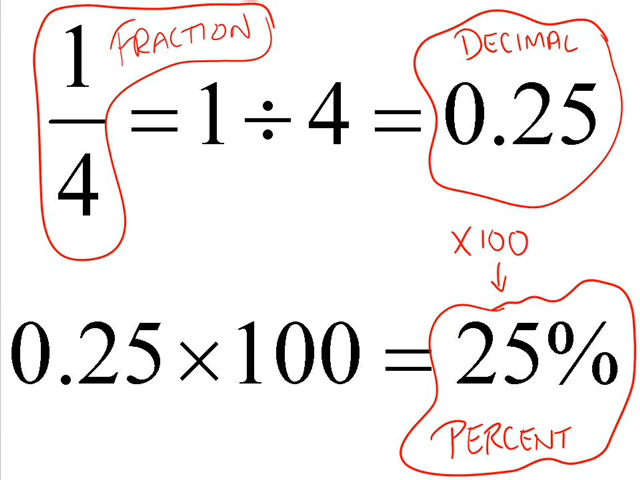 FRACTION
DECIMAL
1/4 = 1 ÷ 4 = 0.25
X100
0.25 × 100 = 25%
PERCENT